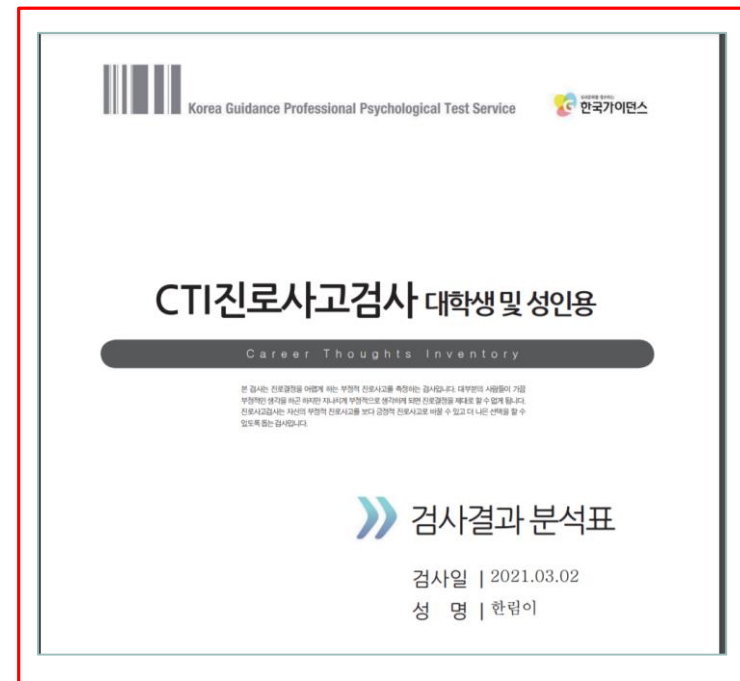 Korea Guidance Professional Psychological Test Service
한국가이던스
CTI진로사고검사 대학생 및 성인용
Career Thoughts Inventory
본 검사는 진로결정을 어렵게 하는 부정적 진로사고를 측정하는 검사입니다. 대부분의 사람들이 가끔
부정적인 생각을 하곤 하지만 지나치게 부정적으로 생각하게 되면 진로결정을 제대로 할 수 없게 됩니다.
진로사고검사는 자신의 부정적 진로사고를 보다 긍정적 진로사고로 바꿀 수 있고 더 나은 선택을 할 수
있도록 돕는 검사입니다.
검사결과 분석표
검사일 | 2021.03.02
성 명 | 한림이